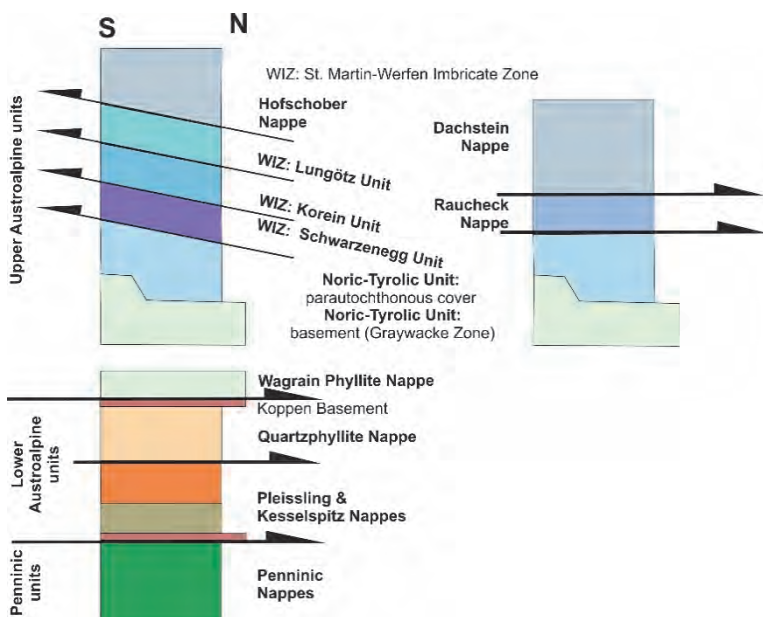 S
N
Upper Austroalpine units
WIZ: St. Martin-Werfen Imbricate Zone
Hofschober
Nappe
WIZ: Lungötz Unit
WIZ: Korein Unit
WIZ: Schwarzenegg Unit
Noric-Tyrolic Unit:
parautochthonous cover
Noric-Tyrolic Unit:
basement (Graywacke Zone)
Dachstein
Nappe
Raucheck
Nappe
Lower
Austroalpine
units
Wagrain Phyllite Nappe
Koppen Basement
Quartzphyllite Nappe
Pleissling &
Kesselspitz Nappes
Penninic
units
Penninic
Nappes